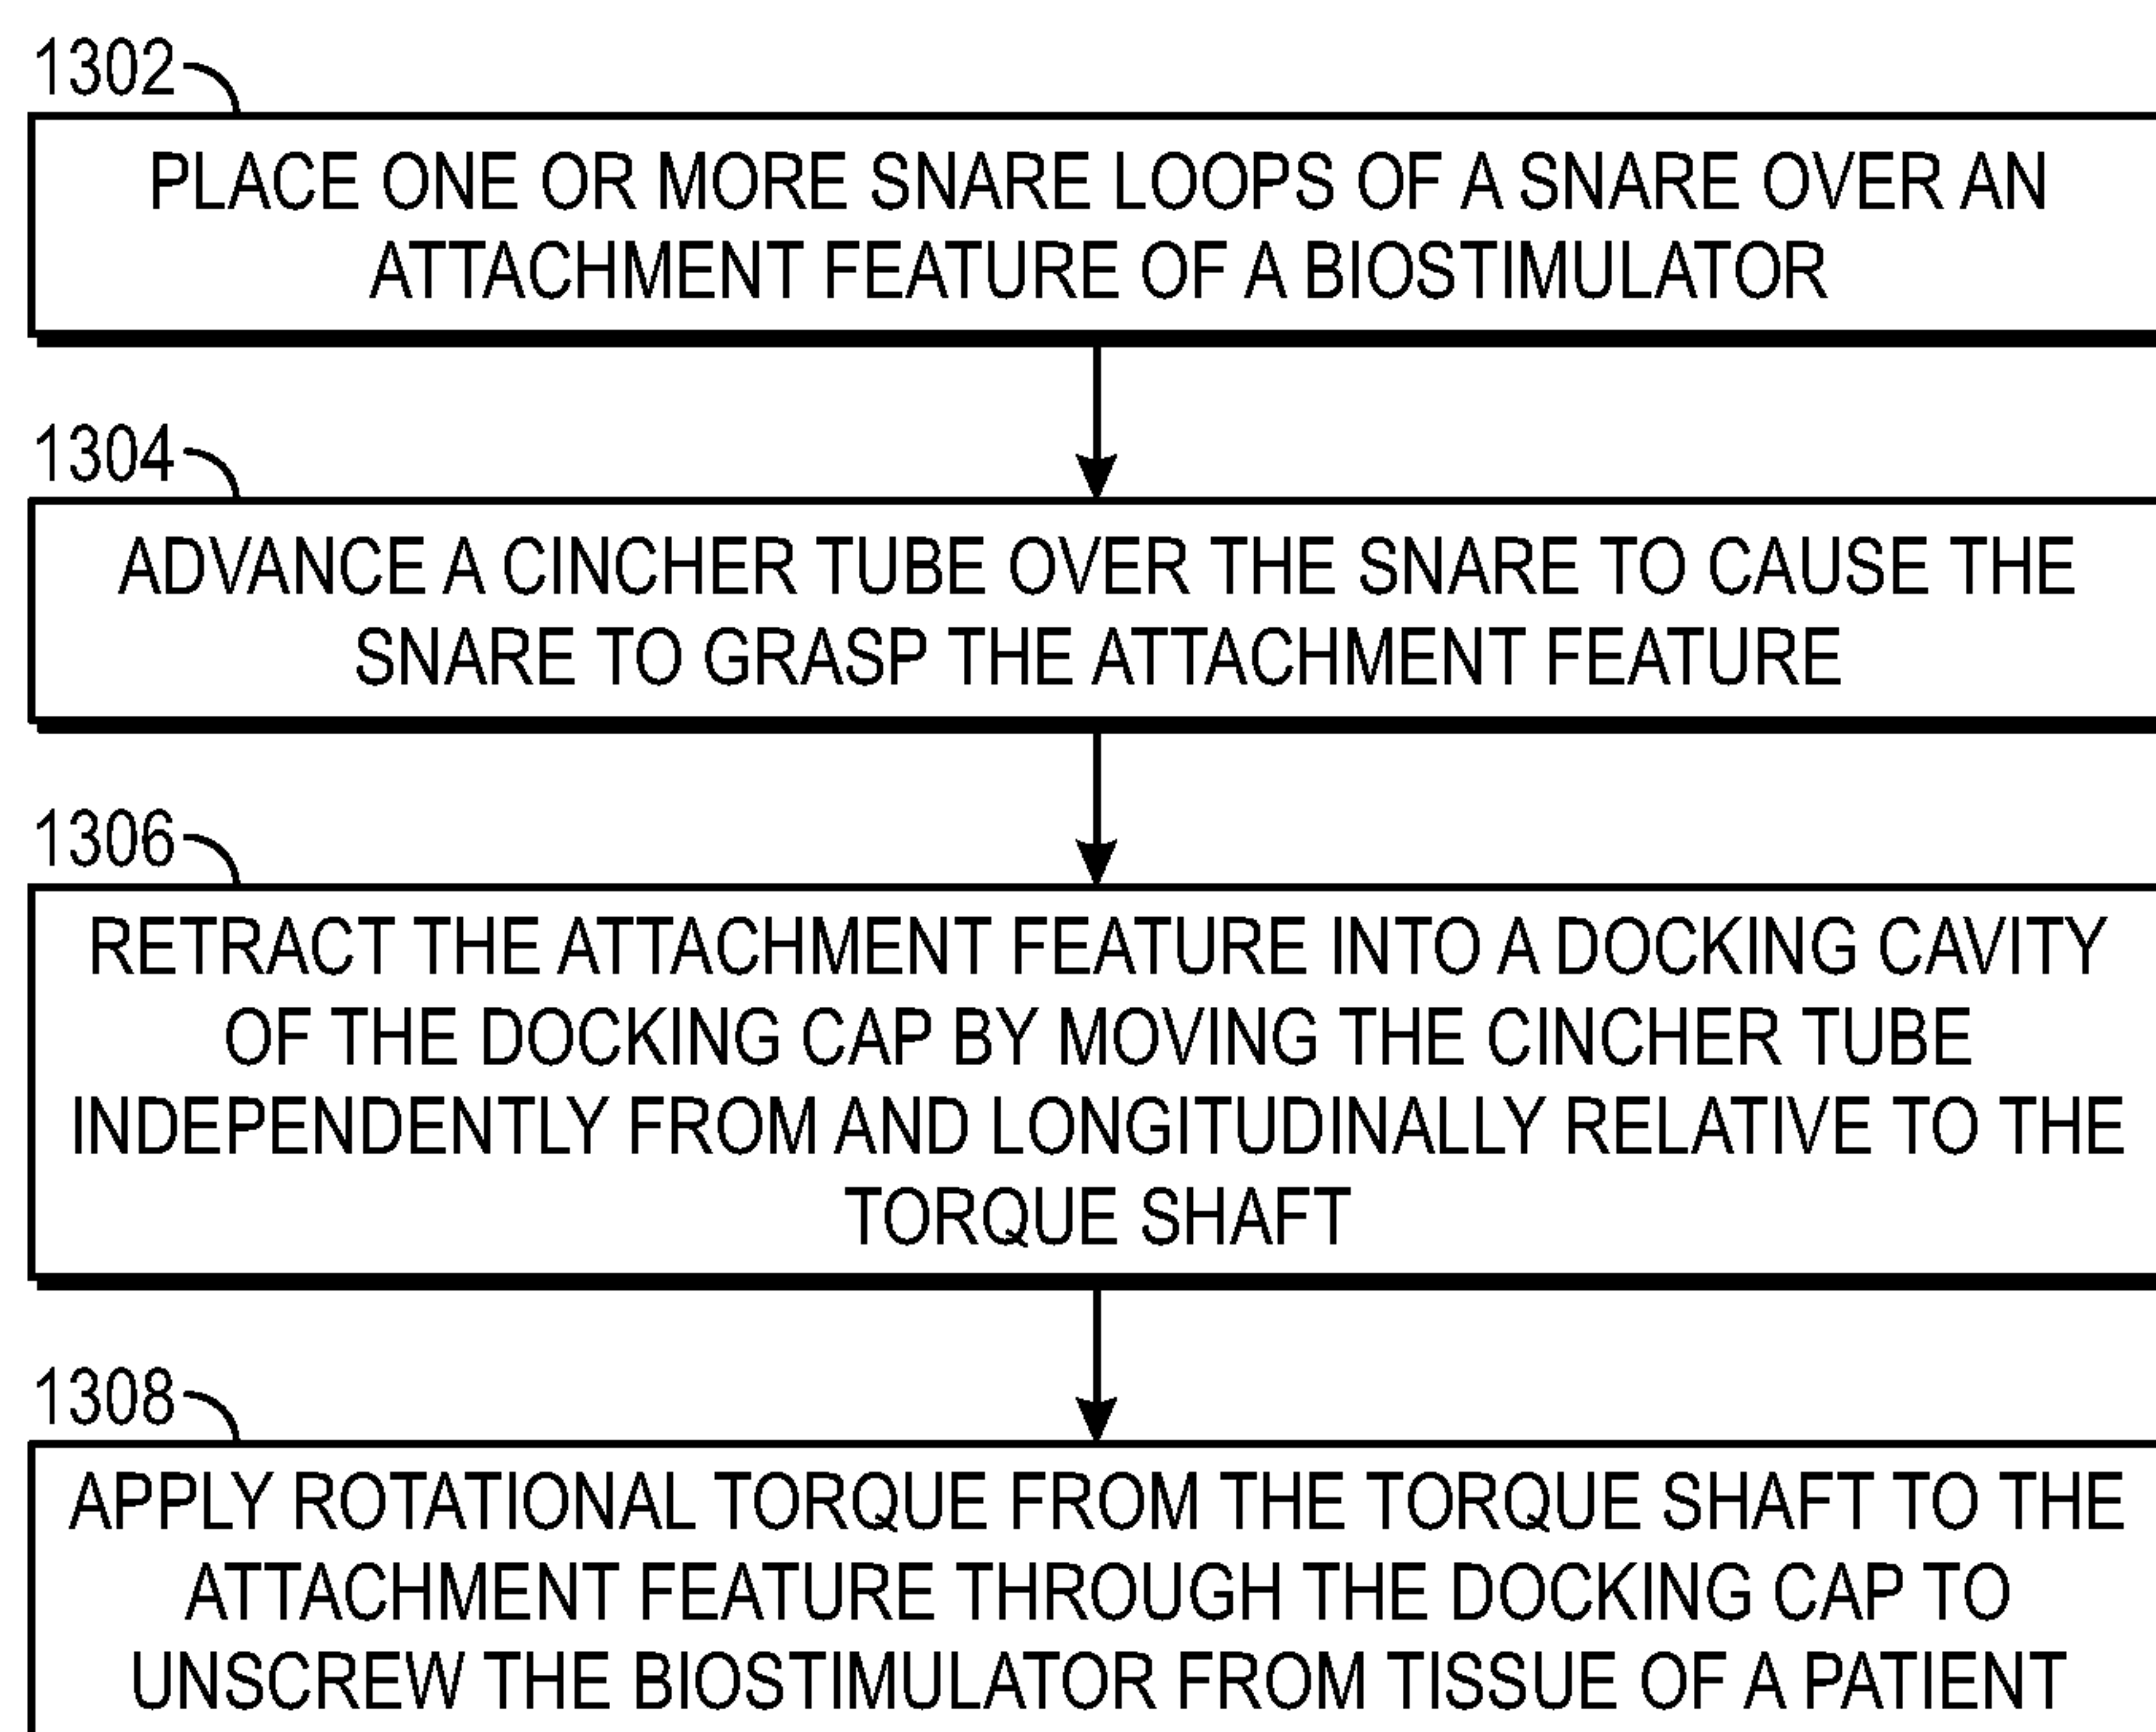 1302
PLACE ONE OR MORE SNARE LOOPS OF A SNARE OVER AN
ATTACHMENT FEATURE OF A BIOSTIMULATOR
1304
ADVANCE A CINCHER TUBE OVER THE SNARE TO CAUSE THE
SNARE TO GRASP THE ATTACHMENT FEATURE
1306
RETRACT THE ATTACHMENT FEATURE INTO A DOCKING CAVITY
OF THE DOCKING CAP BY MOVING THE CINCHER TUBE
INDEPENDENTLY FROM AND LONGITUDINALLY RELATIVE TO THE
TORQUE SHAFT
1308
APPLY ROTATIONAL TORQUE FROM THE TORQUE SHAFT TO THE
ATTACHMENT FEATURE THROUGH THE DOCKING CAP TO
UNSCREW THE BIOSTIMULATOR FROM TISSUE OF A PATIENT